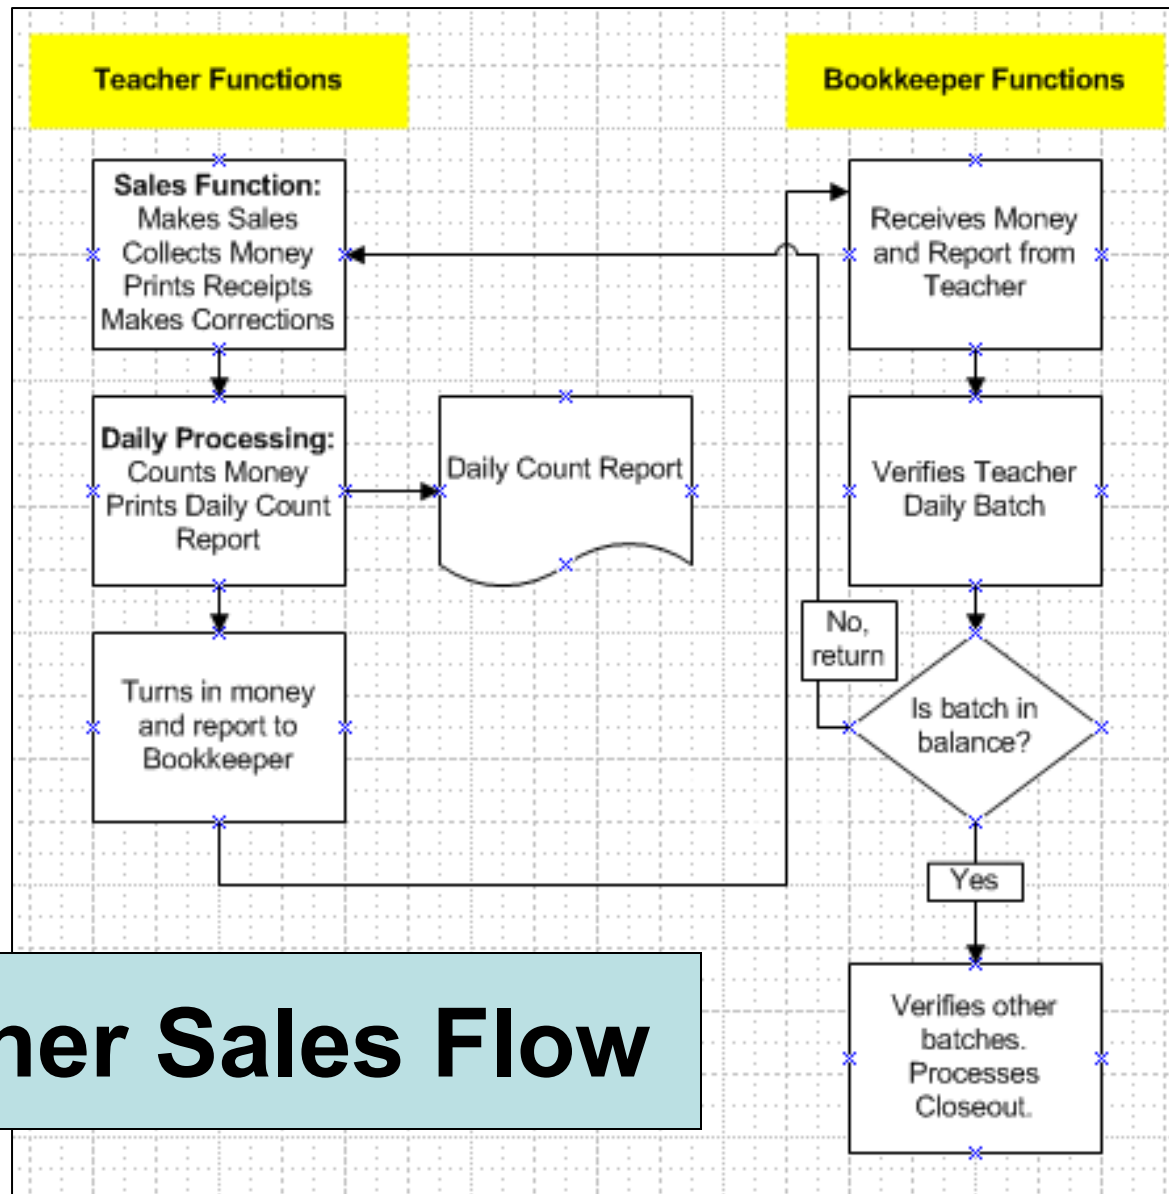 Teacher Functions
Sales Function:
Makes Sales
Collects Money
Prints Receipts
Makes Corrections
Daily Processing:
Counts Money
Prints Daily Count
Report
Daily Count Report
Turns in money
and report to
Bookkeeper
Bookkeeper Functions
Receives Money
and Report from
Teacher
Verifies Teacher
Daily Batch
No,
return
Is batch in
balance?
Yes
Verifies other
batches.
Processes
Closeout.
her Sales Flow